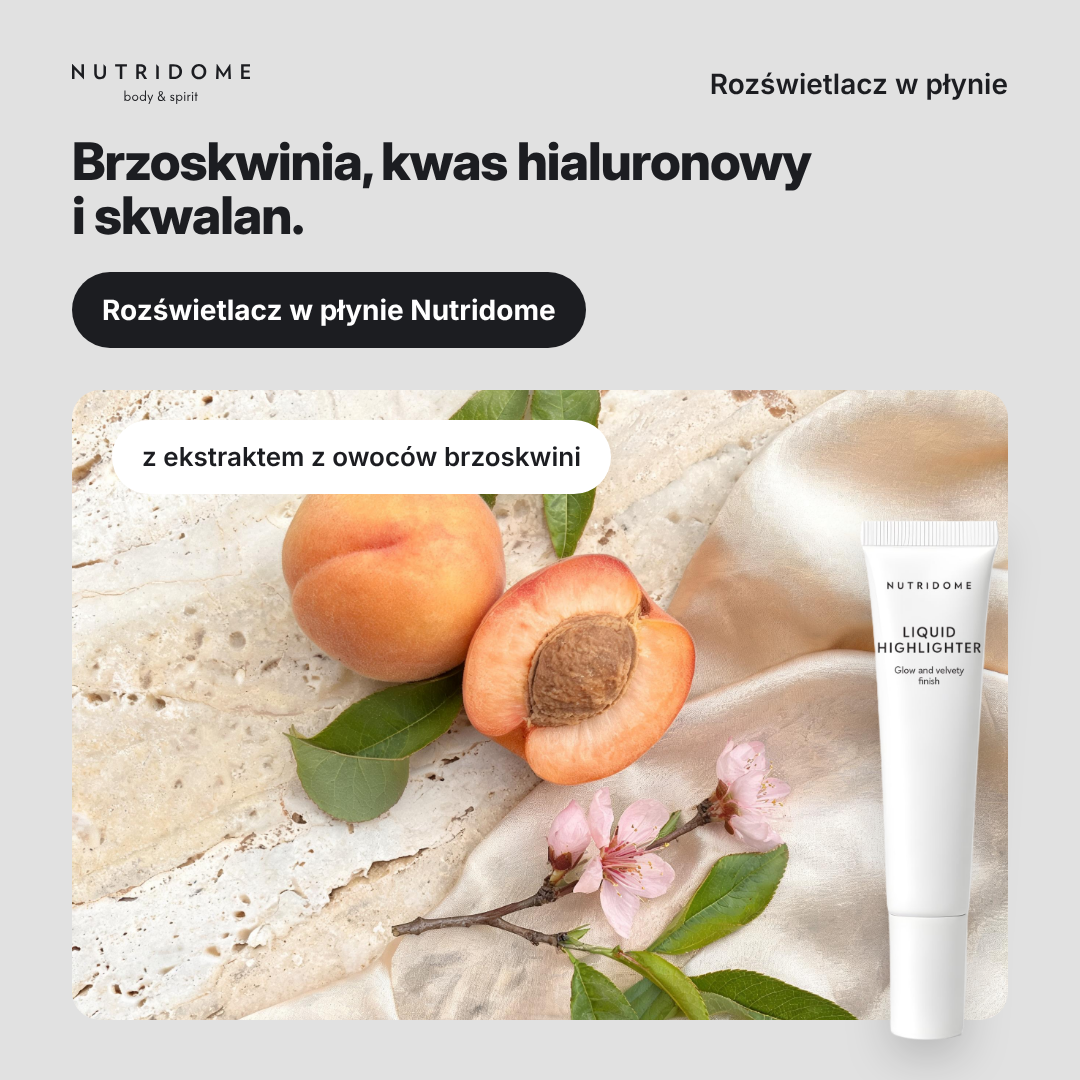 NUTRIDOME
body & spirit
Rozświetlacz w płynie
Brzoskwinia, kwas hialuronowy
i skwalan.
Rozświetlacz w płynie Nutridome
z ekstraktem z owoców brzoskwini
NUTRIDOME
LIQUID
HIGHLIGHTER
Glow and velvety
finish